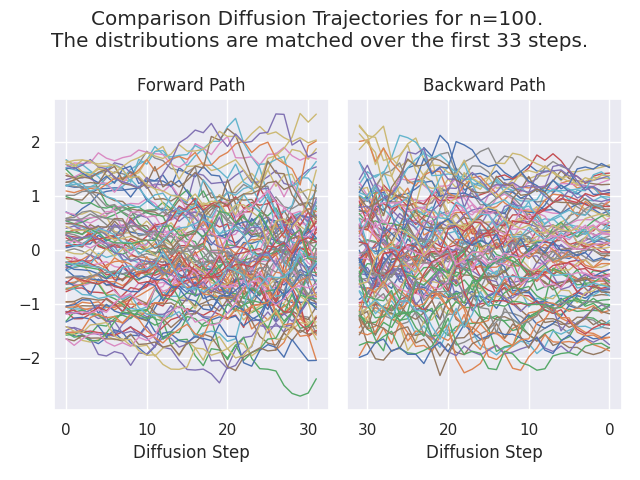 Comparison Diffusion Trajectories for n=100.
The distributions are matched over the first 33 steps.
Forward Path
Backward Path
2
1
0
−1
−2
0 10 20 30
30 20 10 0
Diffusion Step
Diffusion Step